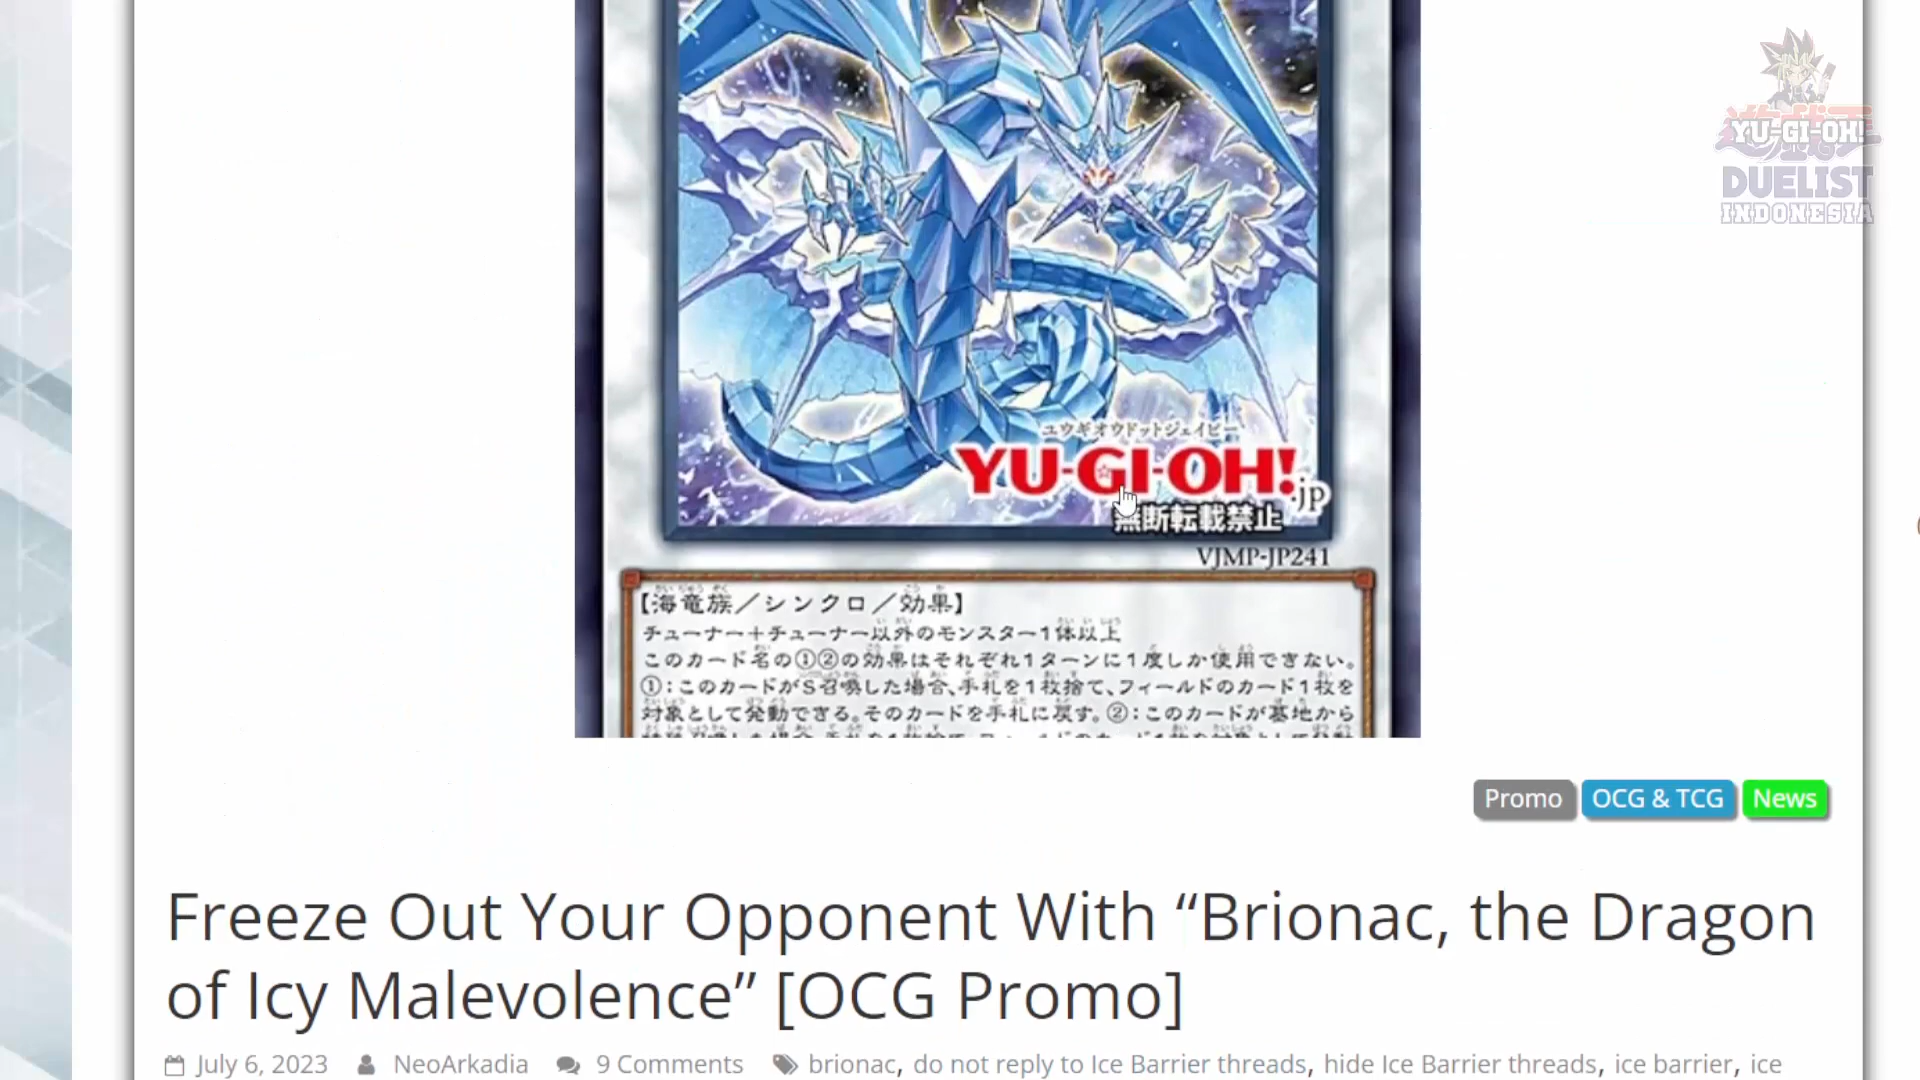 YU-GI-OH!
DUELIST
INDONESIA
ユウギオウドットジェイピー
YU-GI-OH!.jp
無断転載禁止
VJMP-JP241
【海竜族／シンクロ／効果】
チューナー＋チューナー以外のモンスター1体以上
このカード名の①②の効果はそれぞれ1ターンに1度しか使用できない。
①：このカードがS召喚した場合、手札を1枚捨て、フィールドのカード1枚を
対象として発動できる。そのカードを手札に戻す。②：このカードが墓地から
Promo OCG & TCG News
Freeze Out Your Opponent With “Brionac, the Dragon
of Icy Malevolence” [OCG Promo]
July 6, 2023 NeoArkadia 9 Comments brionac, do not reply to Ice Barrier threads, hide Ice Barrier threads, ice barrier, ice